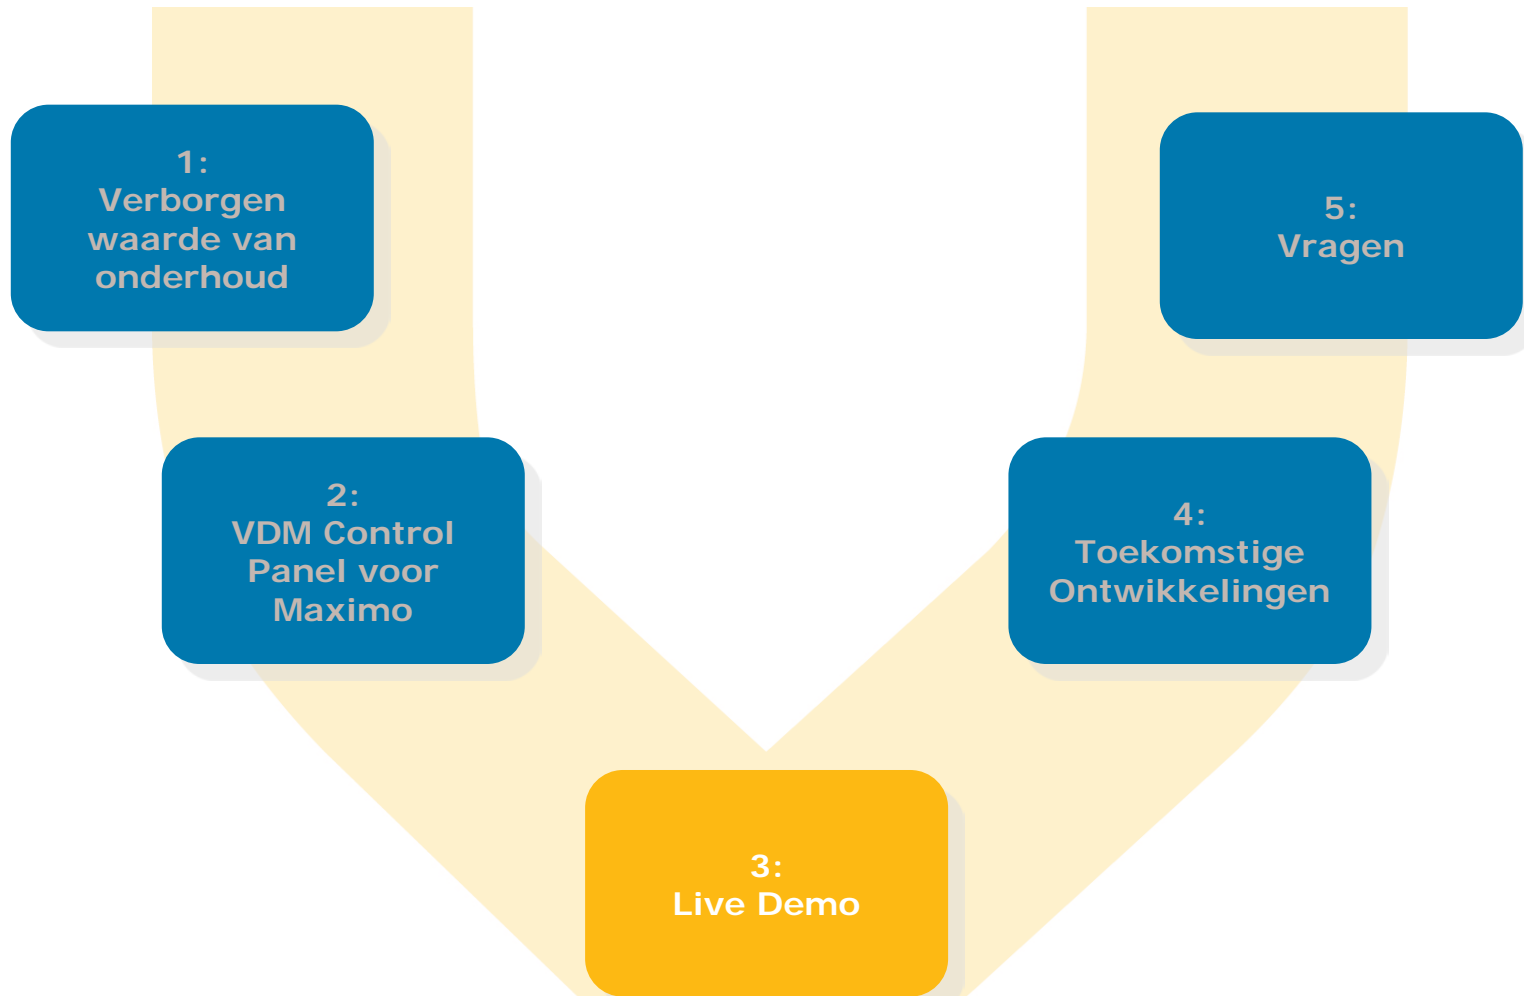 1:
Verborgen
waarde van
onderhoud
2:
VDM Control
Panel voor
Maximo
3:
Live Demo
4:
Toekomstige
Ontwikkelingen
5:
Vragen